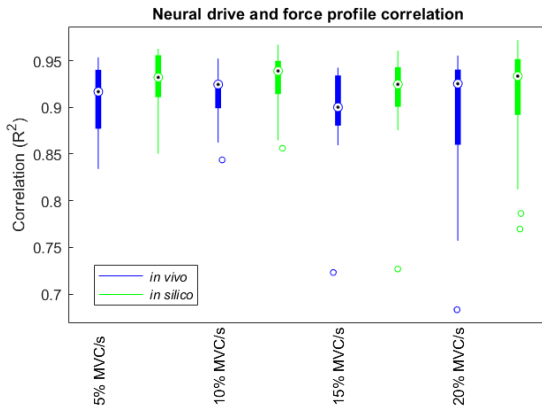 Neural drive and force profile correlation
Correlation (R²)
0.95
0.9
0.85
0.8
0.75
0.7
in vivo
in silico
5% MVC/s
10% MVC/s
15% MVC/s
20% MVC/s